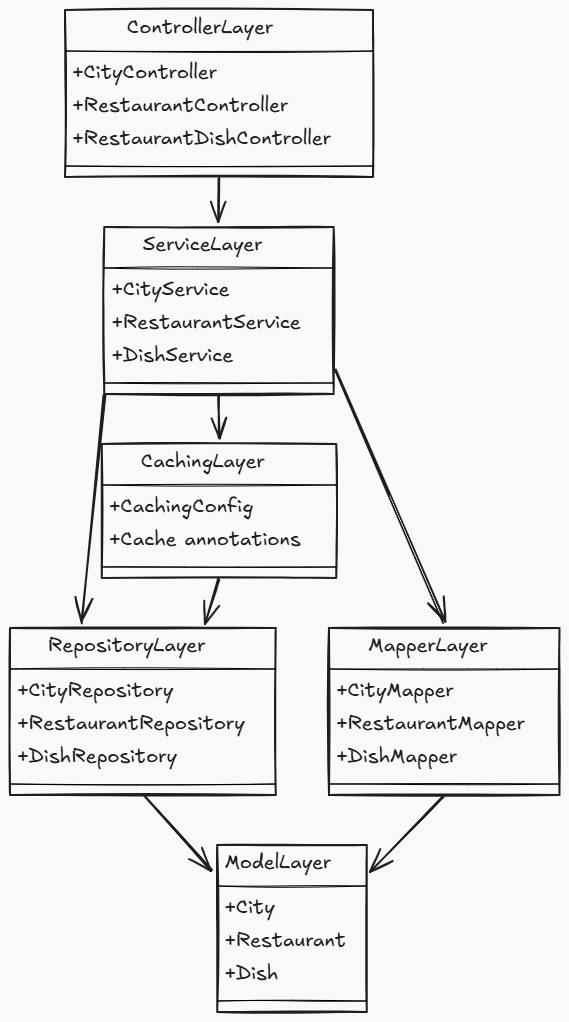 ControllerLayer
+CityController
+RestaurantController
+RestaurantDishController
ServiceLayer
+CityService
+RestaurantService
+DishService
CachingLayer
+CachingConfig
+Cache annotations
RepositoryLayer
+CityRepository
+RestaurantRepository
+DishRepository
MapperLayer
+CityMapper
+RestaurantMapper
+DishMapper
ModelLayer
+City
+Restaurant
+Dish